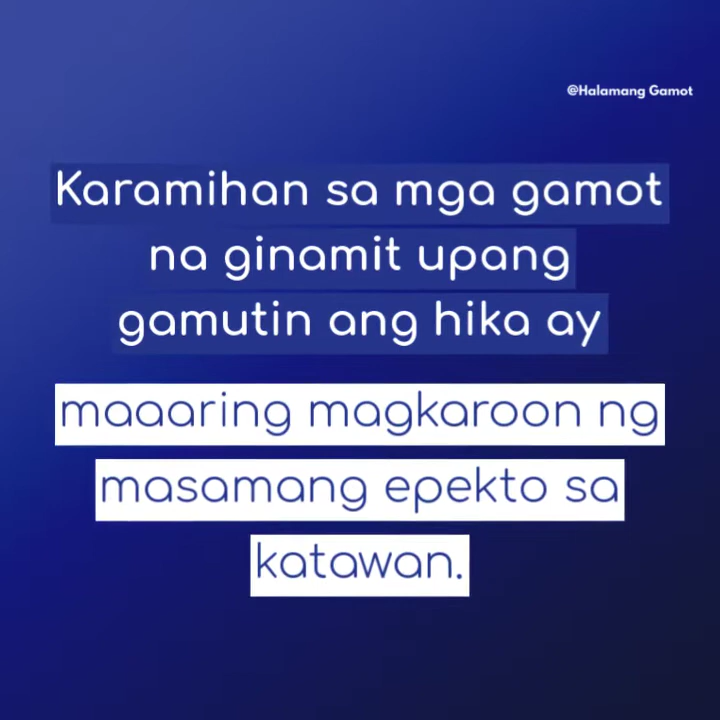 @Halamang Gamot
Karamihan sa mga gamot
na ginamit upang
gamutin ang hika ay
maaaring magkaroon ng
masamang epekto sa
katawan.